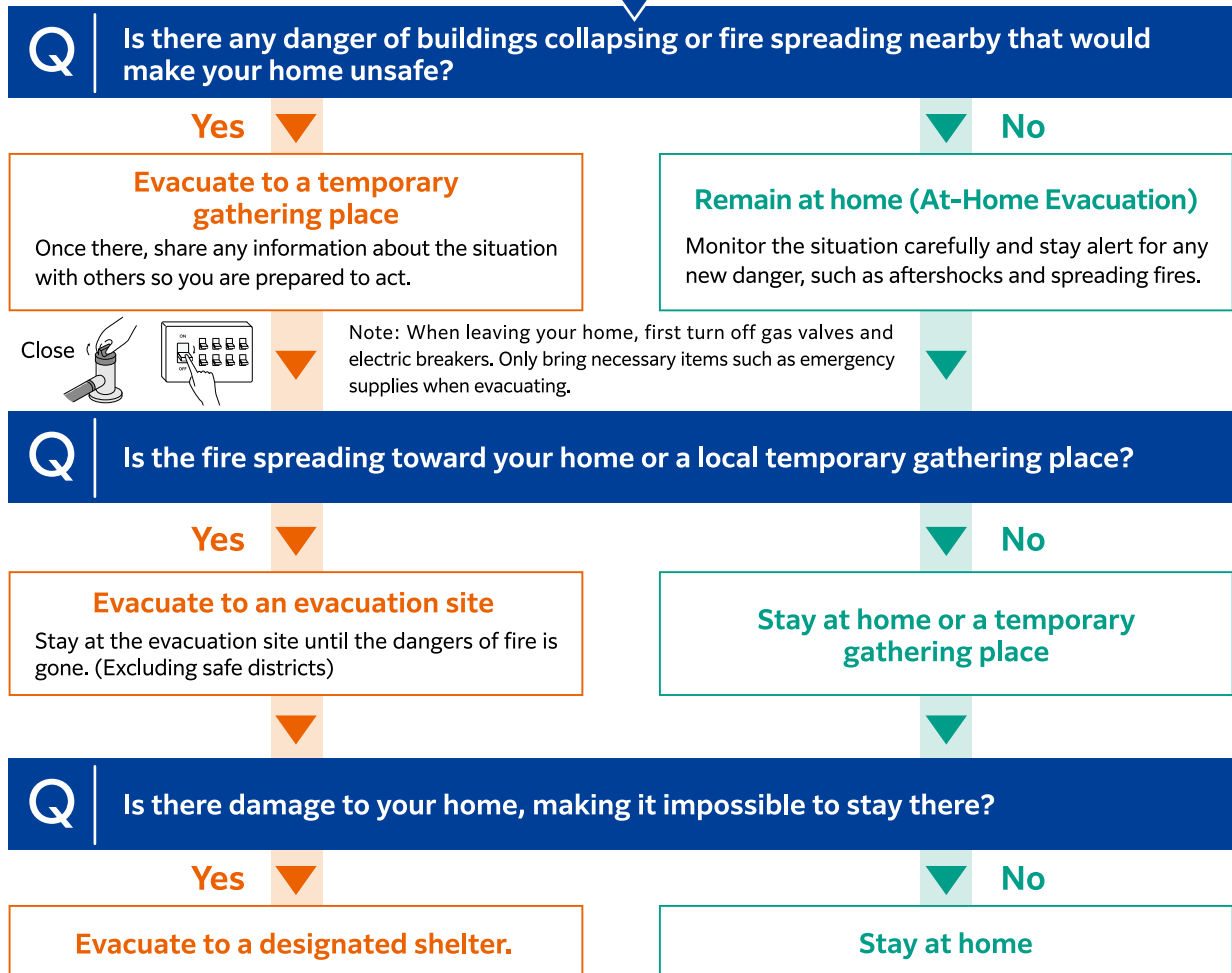 Q
Is there any danger of buildings collapsing or fire spreading nearby that would
make your home unsafe?
Yes
No
Evacuate to a temporary
gathering place
Once there, share any information about the situation
with others so you are prepared to act.
Remain at home (At-Home Evacuation)
Monitor the situation carefully and stay alert for any
new danger, such as aftershocks and spreading fires.
Close
ON
OFF
Note: When leaving your home, first turn off gas valves and
electric breakers. Only bring necessary items such as emergency
supplies when evacuating.
Q
Is the fire spreading toward your home or a local temporary gathering place?
Yes
No
Evacuate to an evacuation site
Stay at the evacuation site until the dangers of fire is
gone. (Excluding safe districts)
Stay at home or a temporary
gathering place
Q
Is there damage to your home, making it impossible to stay there?
Yes
No
Evacuate to a designated shelter.
Stay at home